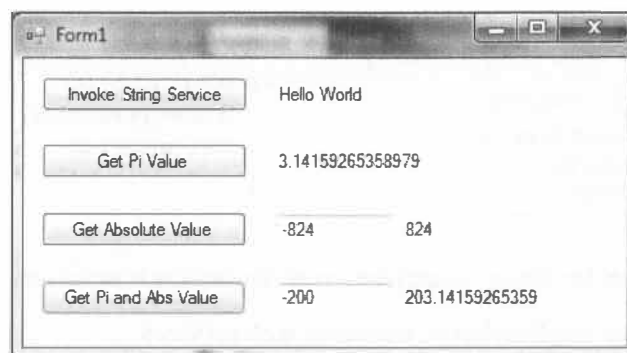 Form1
Invoke String Service Hello World
Get Pi Value 3.14159265358979
Get Absolute Value -824 824
Get Pi and Abs Value -200 203.14159265359